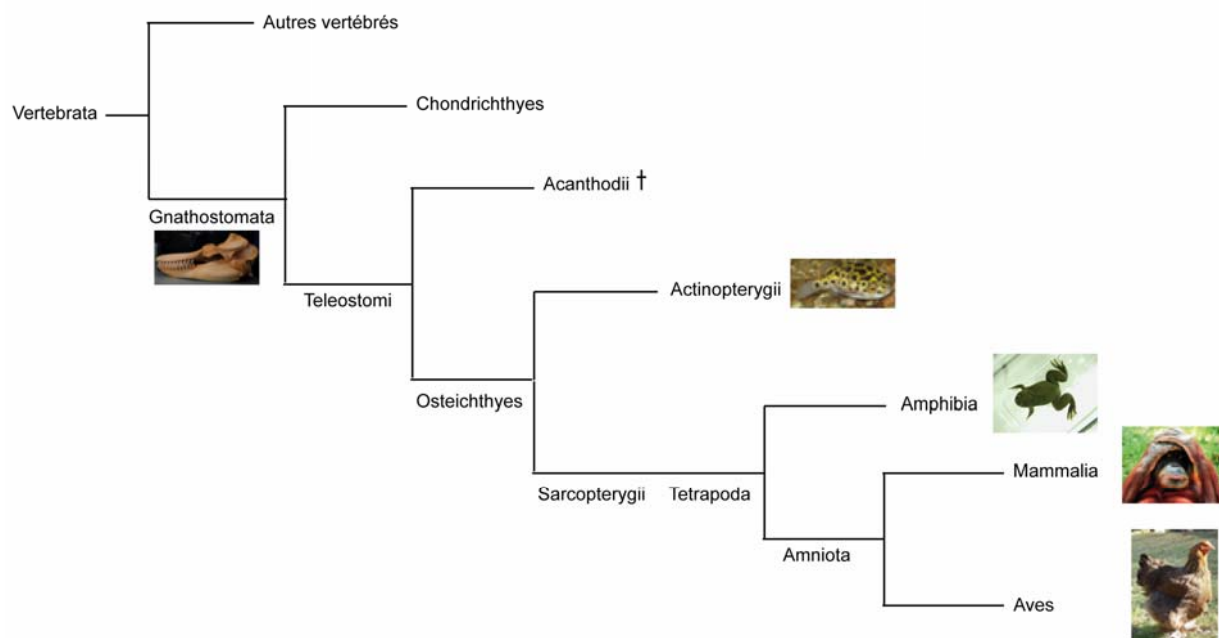 Autres vertébrés
Vertebrata
Chondrichthyes
Acanthodii †
Gnathostomata
Actinopterygii
Teleostomi
Osteichthyes
Amphibia
Mammalia
Sarcopterygii
Tetrapoda
Amniota
Aves